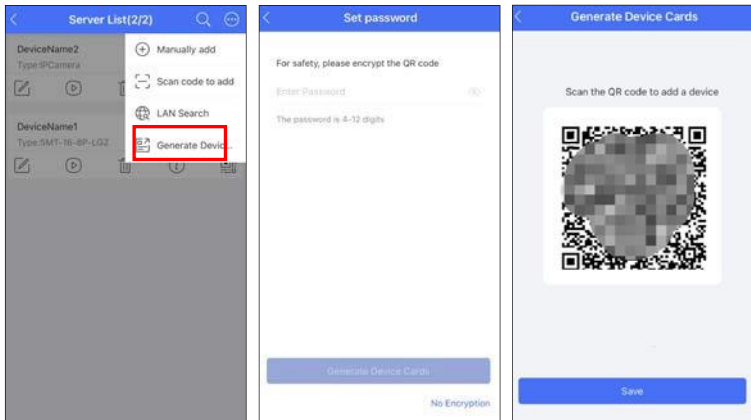 Server List(2/2)
DeviceName2
Type:IPCamera
DeviceName1
Type:SMT-16-8P-LG2
Manually add
Scan code to add
LAN Search
Generate Devic...
Set password
For safety, please encrypt the QR code
Enter Password
The password is 4-12 digits
Generate Device Cards
No Encryption
Generate Device Cards
Scan the QR code to add a device
Save